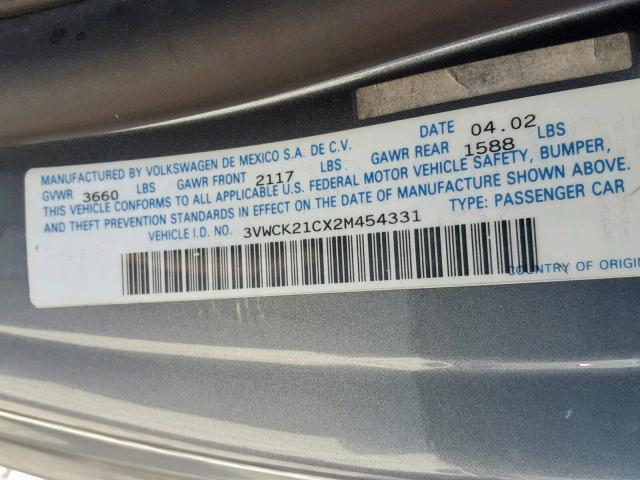 MANUFACTURED BY VOLKSWAGEN DE MEXICO S.A. DE C.V. DATE 04.02
GVWR 3660 LBS GAWR FRONT 2117 LBS. GAWR REAR 1588 LBS
THIS VEHICLE CONFORMS TO ALL APPLICABLE U.S. FEDERAL MOTOR VEHICLE SAFETY, BUMPER,
AND THEFT PREVENTION STANDARDS IN EFFECT ON THE DATE OF MANUFACTURE SHOWN ABOVE.
VEHICLE I.D. NO. 3VWCK21CX2M454331 TYPE: PASSENGER CAR
COUNTRY OF ORIGIN